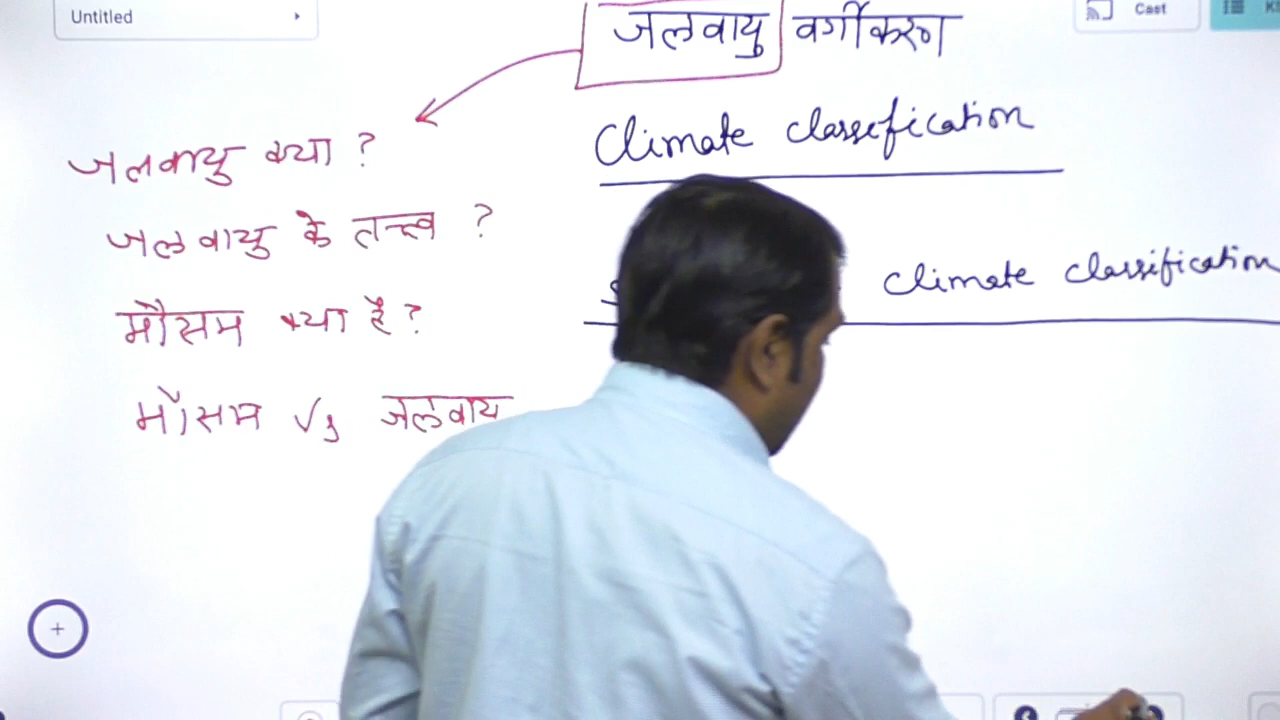 Untitled
Cast
जलवायु वर्गीकरण
Climate classification
जलवायु क्या ?
जलवायु के तत्त्व ?
Climate classification
मौसम क्या है ?
मौसम Vs जलवाय